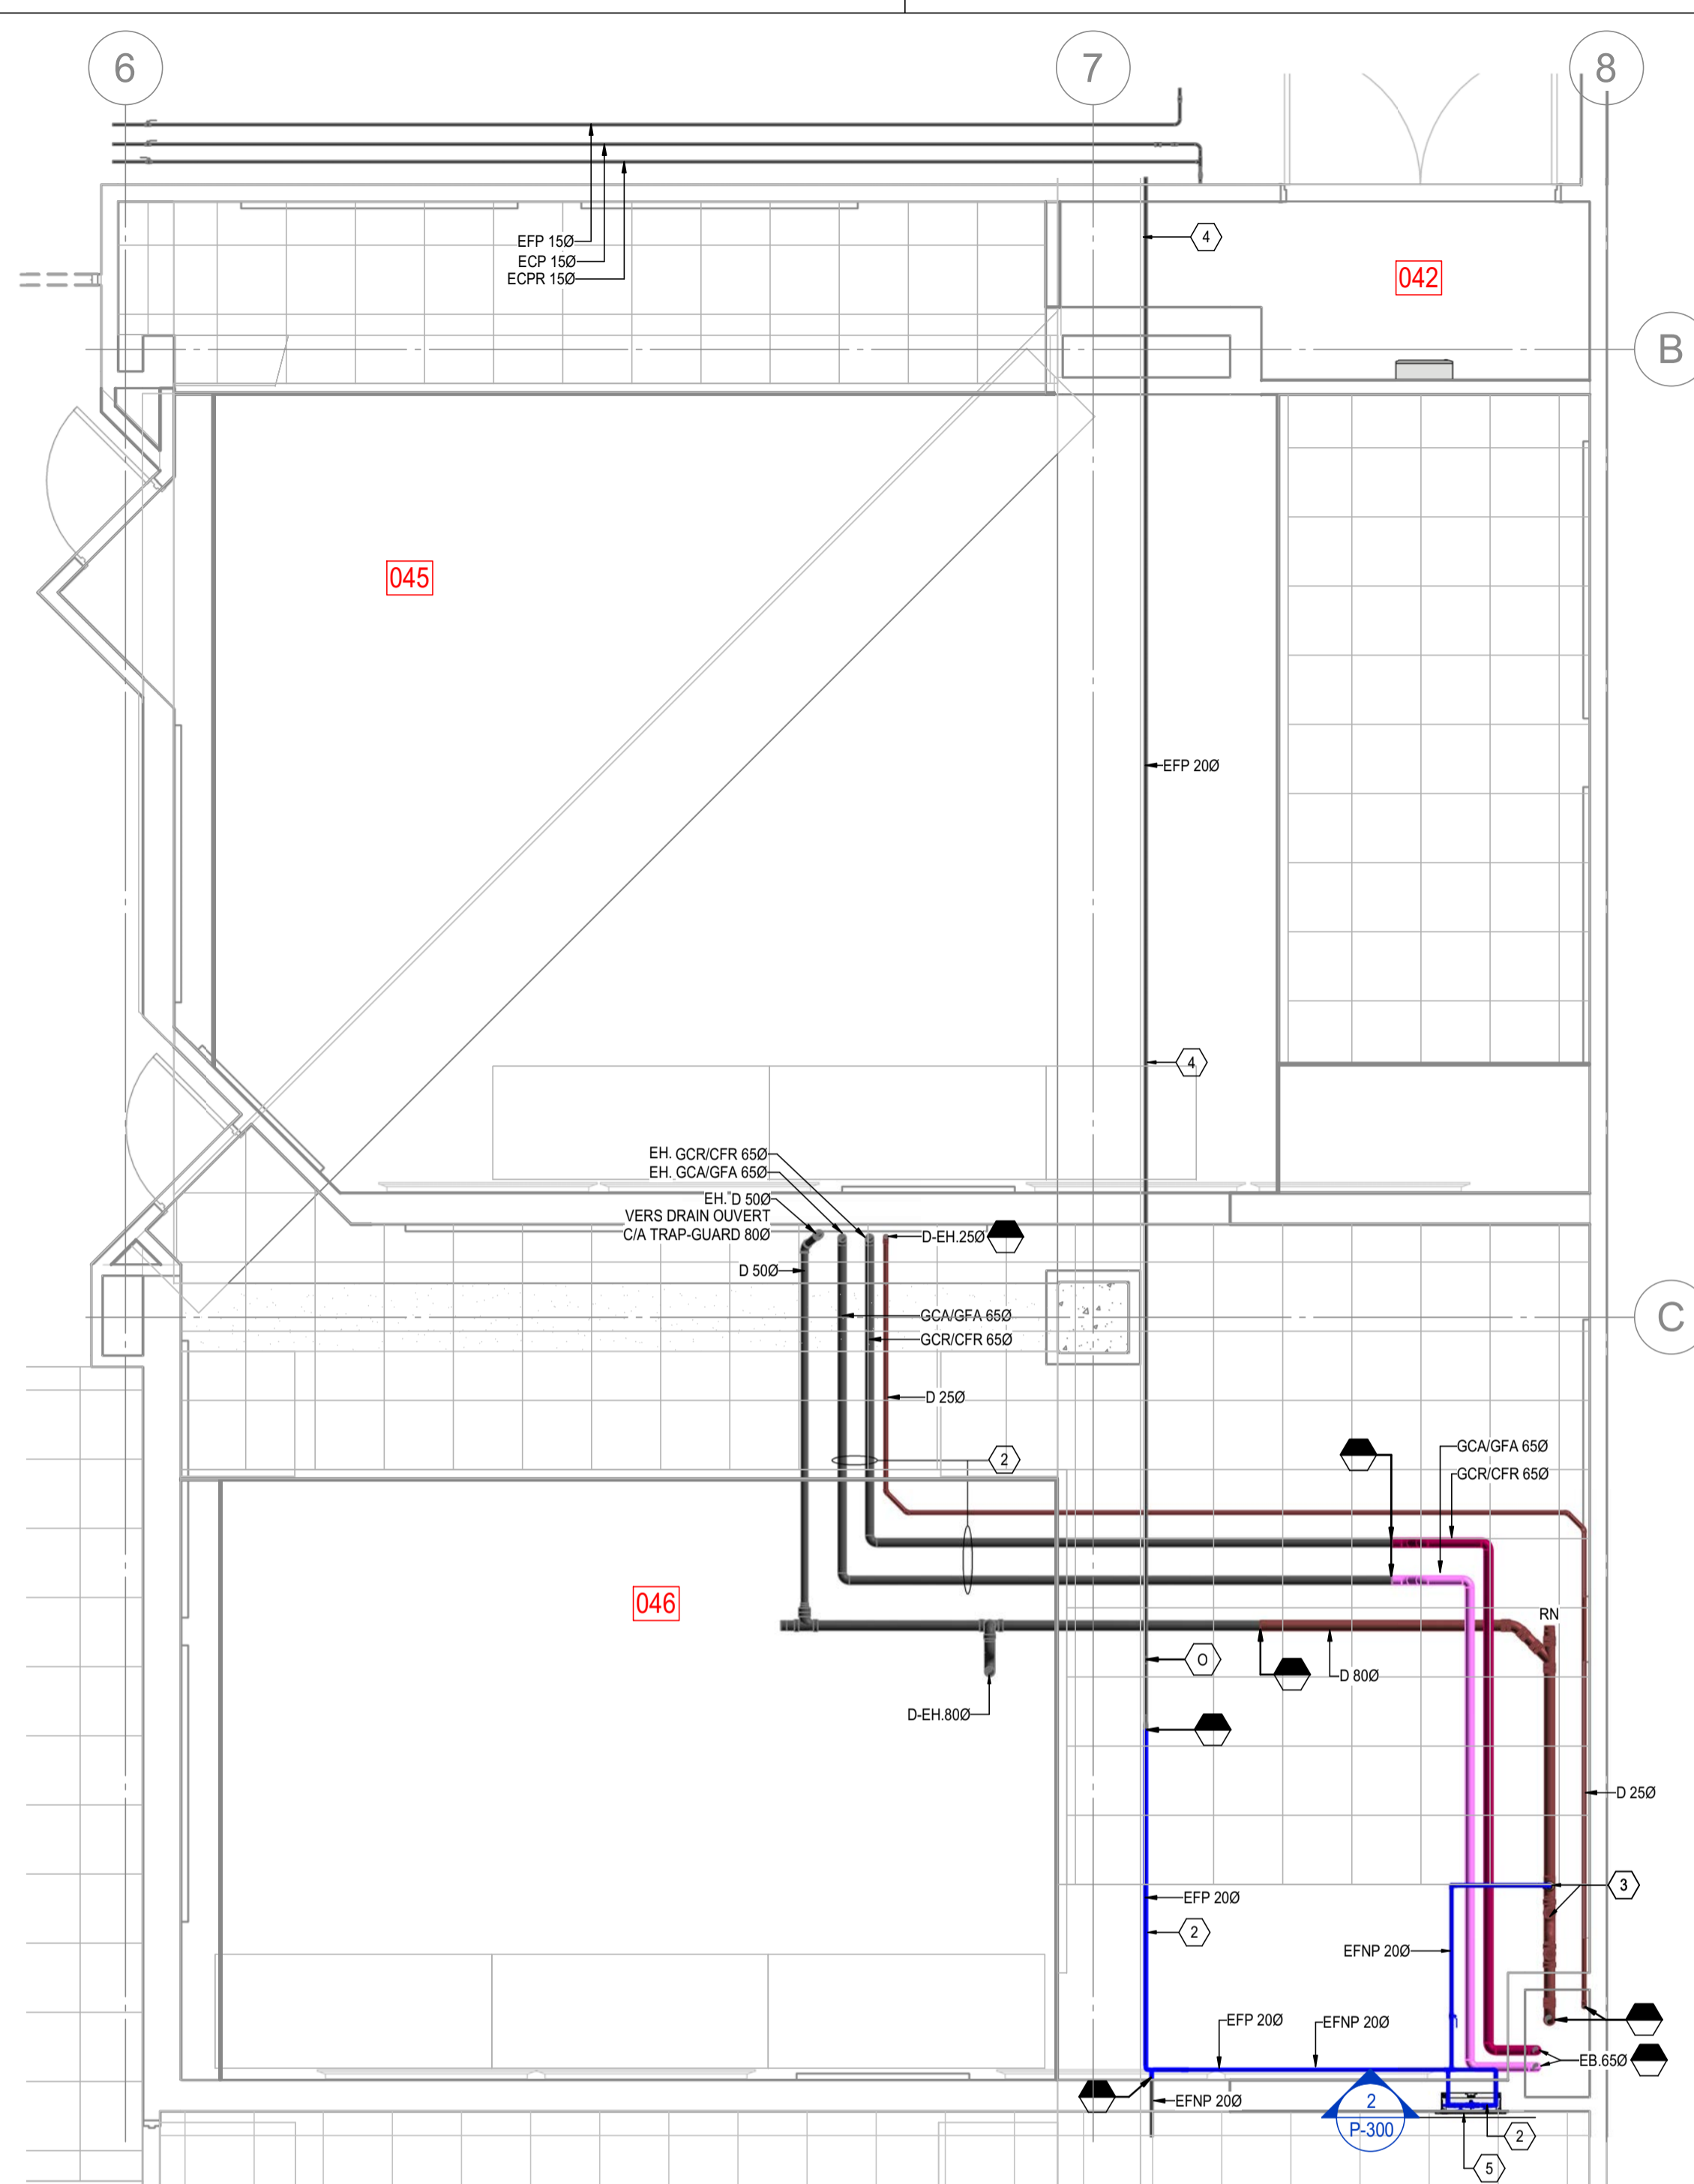 6
7
8
EFP 15Ø
ECP 15Ø
ECPR 15Ø
4
042
B
045
EFP 20Ø
4
EH. GCR/CFR 65Ø
EH. GCA/GFA 65Ø
EH. D 50Ø
VERS DRAIN OUVERT
C/A TRAP-GUARD 80Ø
D-EH.25Ø
D 50Ø
GCA/GFA 65Ø
C
GCR/CFR 65Ø
D 25Ø
2
GCA/GFA 65Ø
GCR/CFR 65Ø
046
RN
O
D 80Ø
D-EH.80Ø
D 25Ø
3
EFP 20Ø
2
EFNP 20Ø
EFP 20Ø
EFNP 20Ø
EB.65Ø
EFNP 20Ø
2
P-300
2
5